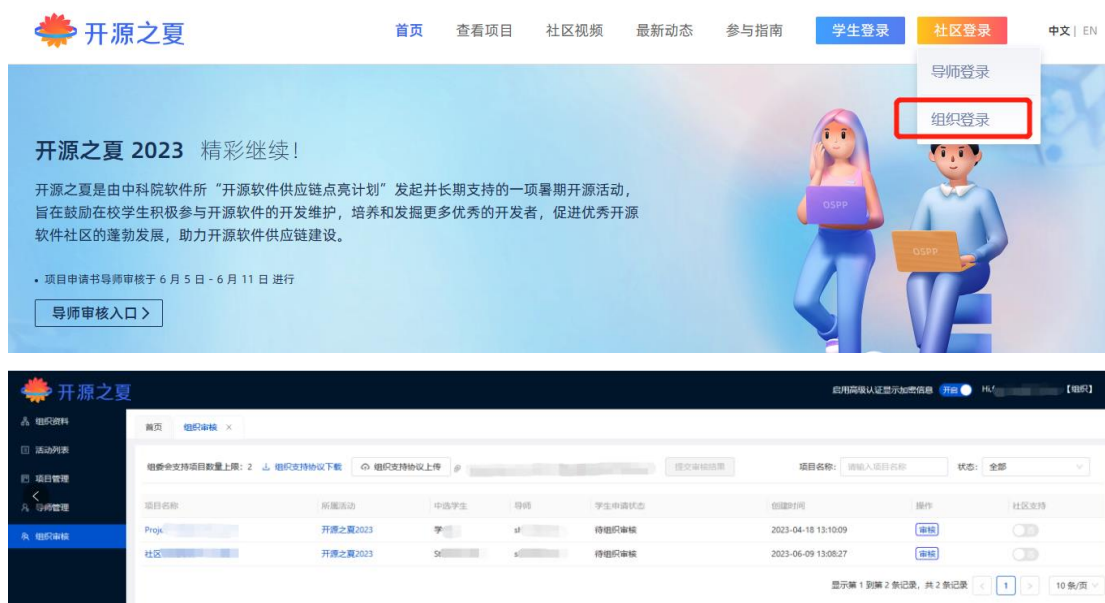 开源之夏
首页 查看项目 社区视频 最新动态 参与指南 学生登录 社区登录 中文 | EN
导师登录
组织登录
开源之夏 2023 精彩继续！
开源之夏是由中科院软件所“开源软件供应链点亮计划”发起并长期支持的一项暑期开源活动，
旨在鼓励在校学生积极参与开源软件的开发维护，培养和发掘更多优秀的开发者，促进优秀开源
软件社区的蓬勃发展，助力开源软件供应链建设。
• 项目申请书导师审核于 6 月 5 日 - 6 月 11 日 进行
导师审核入口 >
OSPP
OSPP
开源之夏
启用高级认证显示加密信息 开启 Hi, 【组织】
组织资料
活动列表
项目管理
导师管理
组织审核
首页 组织审核 ×
组委会支持项目数量上限：2 组织支持协议下载 组织支持协议上传 提交审核结果 项目名称： 请输入项目名称 状态： 全部
项目名称 所属活动 中选学生 导师 学生申请状态 创建时间 操作 社区支持
Proj 开源之夏2023 学 待组织审核 2023-04-18 13:10:09 审核
社区 开源之夏2023 待组织审核 2023-06-09 13:08:27 审核
显示第 1 到第 2 条记录，共 2 条记录 < 1 > 10 条/页